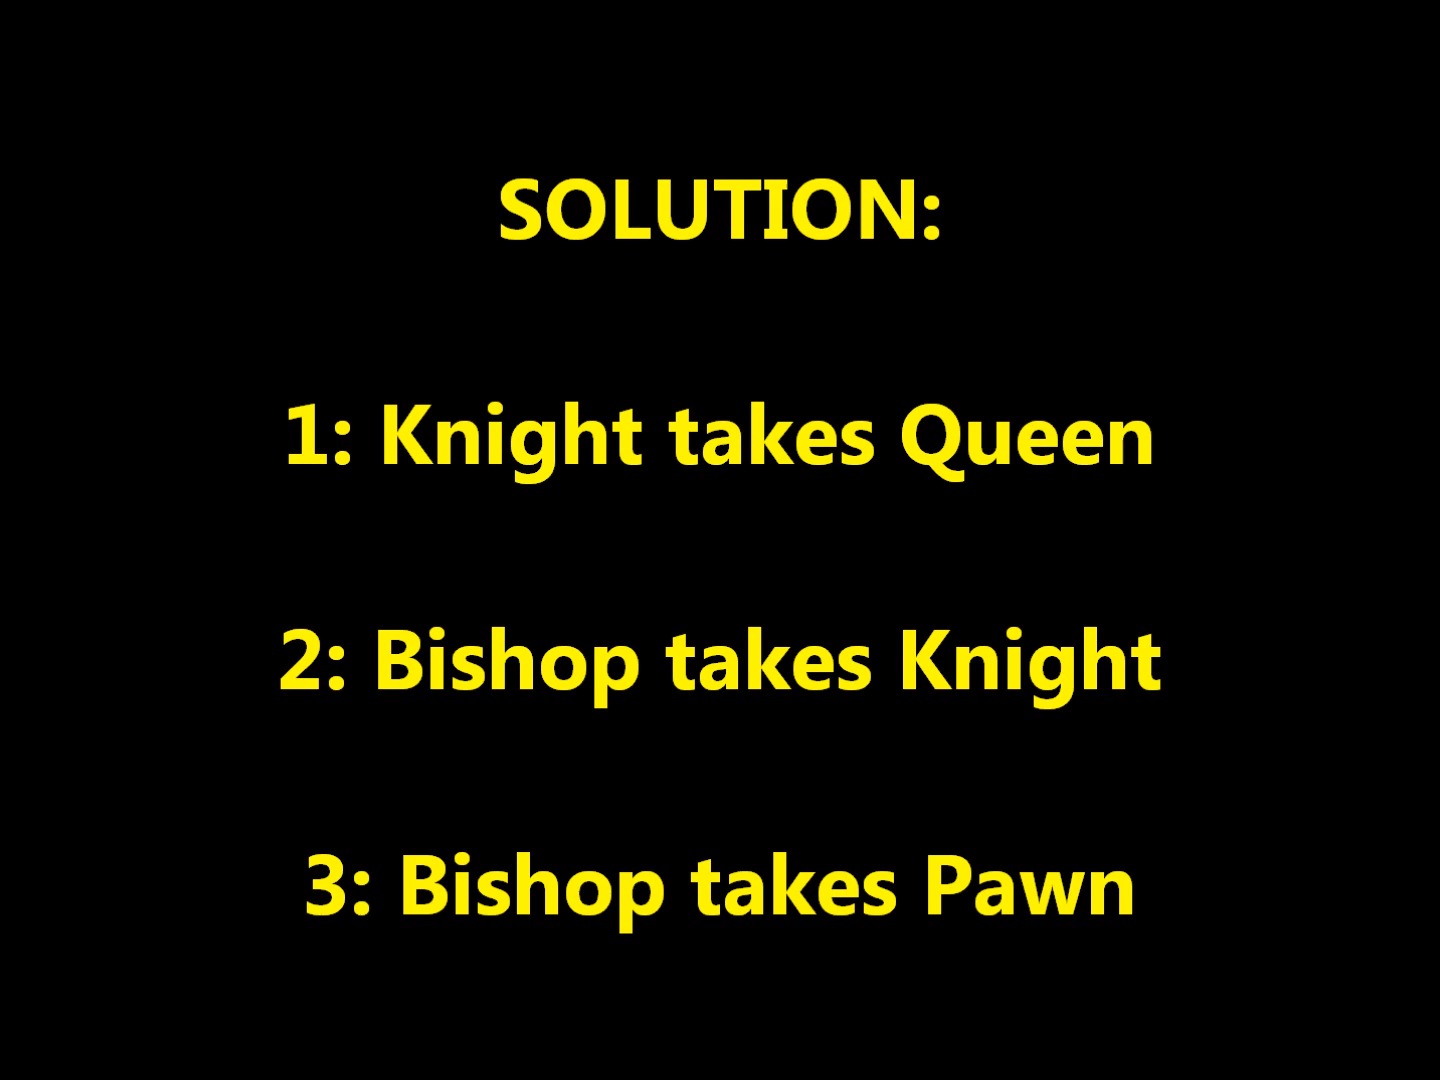 SOLUTION:
1: Knight takes Queen
2: Bishop takes Knight
3: Bishop takes Pawn